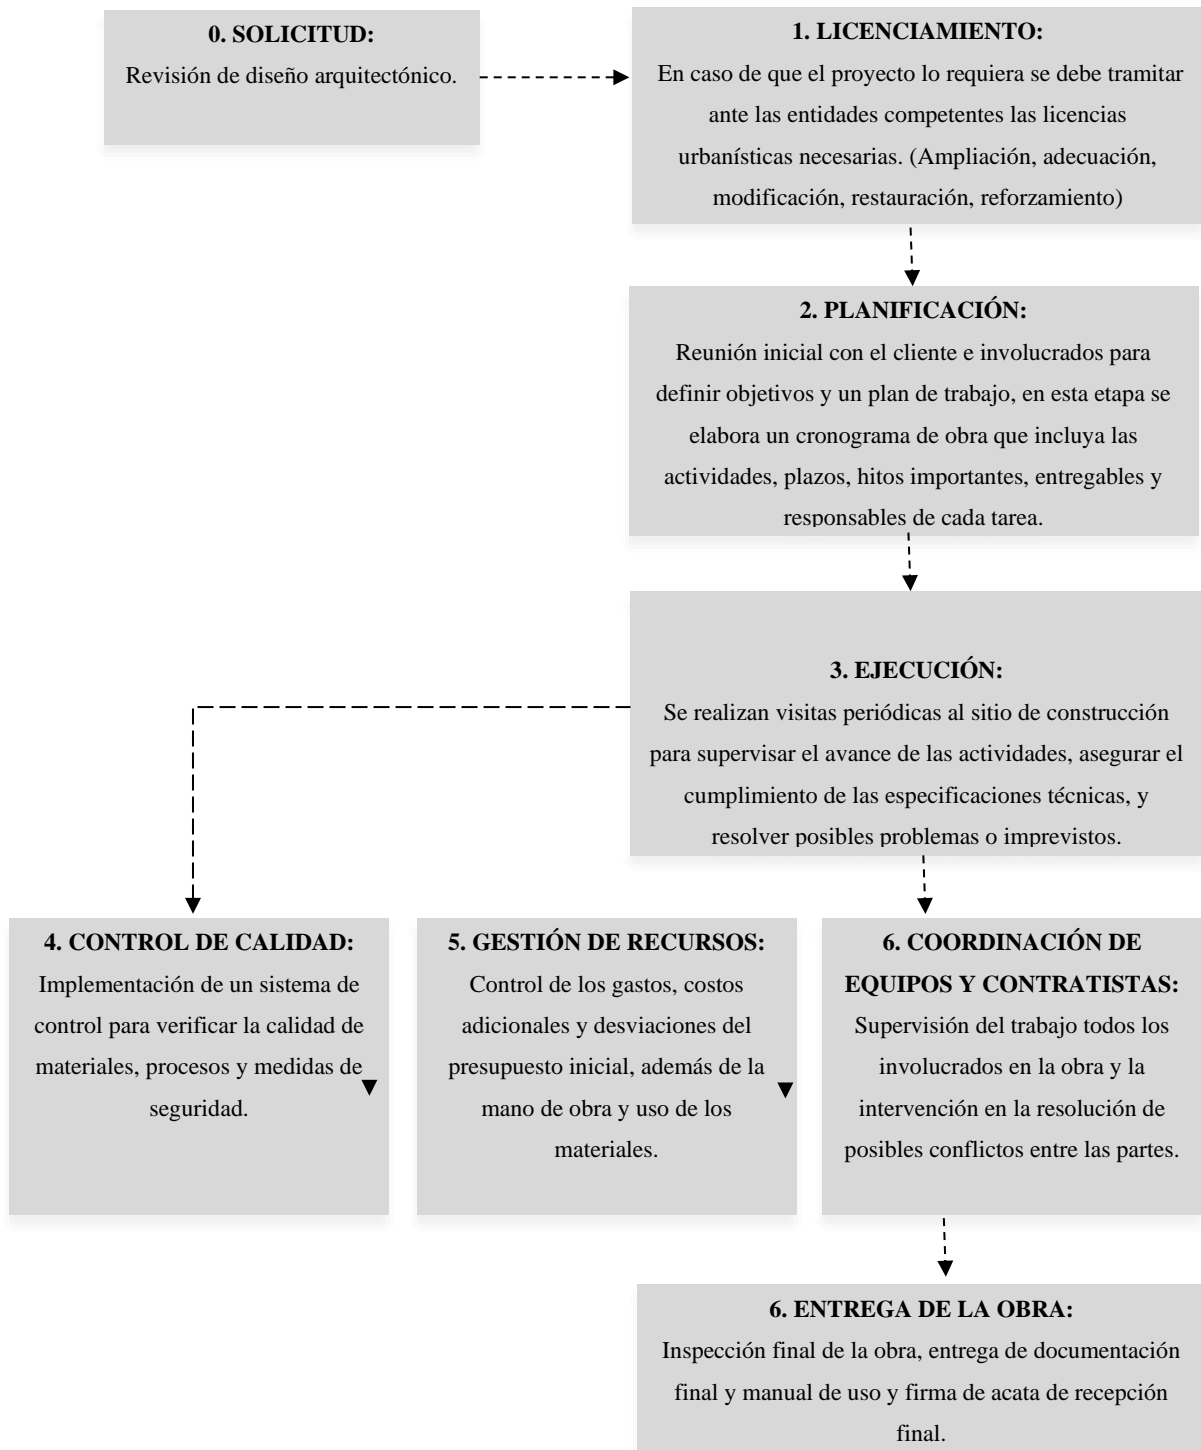 0. SOLICITUD:
Revisión de diseño arquitectónico.
1. LICENCIAMIENTO:
En caso de que el proyecto lo requiera se debe tramitar
ante las entidades competentes las licencias
urbanísticas necesarias. (Ampliación, adecuación,
modificación, restauración, reforzamiento)
2. PLANIFICACIÓN:
Reunión inicial con el cliente e involucrados para
definir objetivos y un plan de trabajo, en esta etapa se
elabora un cronograma de obra que incluya las
actividades, plazos, hitos importantes, entregables y
responsables de cada tarea.
3. EJECUCIÓN:
Se realizan visitas periódicas al sitio de construcción
para supervisar el avance de las actividades, asegurar el
cumplimiento de las especificaciones técnicas, y
resolver posibles problemas o imprevistos.
4. CONTROL DE CALIDAD:
Implementación de un sistema de
control para verificar la calidad de
materiales, procesos y medidas de
seguridad.
5. GESTIÓN DE RECURSOS:
Control de los gastos, costos
adicionales y desviaciones del
presupuesto inicial, además de la
mano de obra y uso de los
materiales.
6. COORDINACIÓN DE
EQUIPOS Y CONTRATISTAS:
Supervisión del trabajo todos los
involucrados en la obra y la
intervención en la resolución de
posibles conflictos entre las partes.
6. ENTREGA DE LA OBRA:
Inspección final de la obra, entrega de documentación
final y manual de uso y firma de acata de recepción
final.